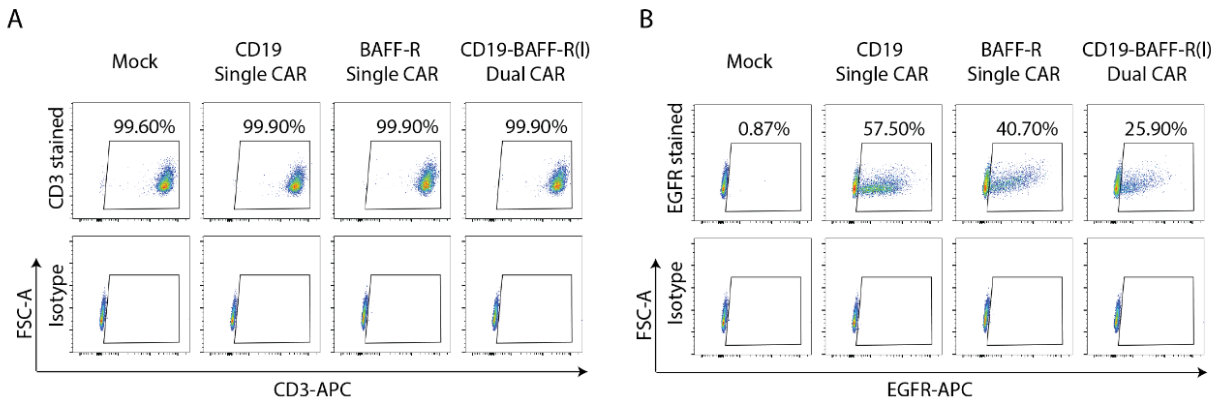 A
Mock
CD19
Single CAR
BAFF-R
Single CAR
CD19-BAFF-R(l)
Dual CAR
CD3 stained
99.60%
99.90%
99.90%
99.90%
Isotype
FSC-A
CD3-APC
B
Mock
CD19
Single CAR
BAFF-R
Single CAR
CD19-BAFF-R(l)
Dual CAR
EGFR stained
0.87%
57.50%
40.70%
25.90%
Isotype
FSC-A
EGFR-APC